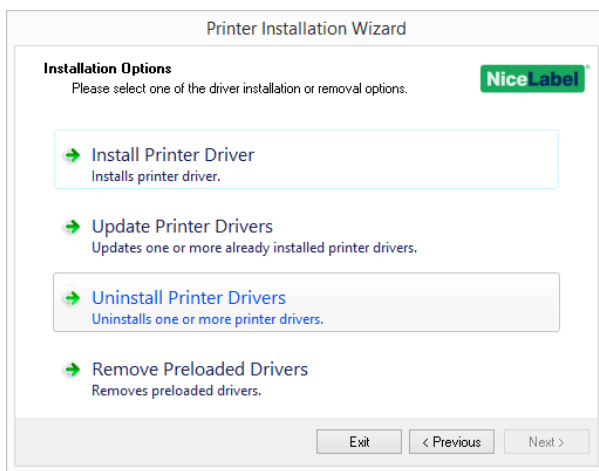 Printer Installation Wizard
Installation Options
Please select one of the driver installation or removal options.
NiceLabel
Install Printer Driver
Installs printer driver.
Update Printer Drivers
Updates one or more already installed printer drivers.
Uninstall Printer Drivers
Uninstalls one or more printer drivers.
Remove Preloaded Drivers
Removes preloaded drivers.
Exit
< Previous
Next >